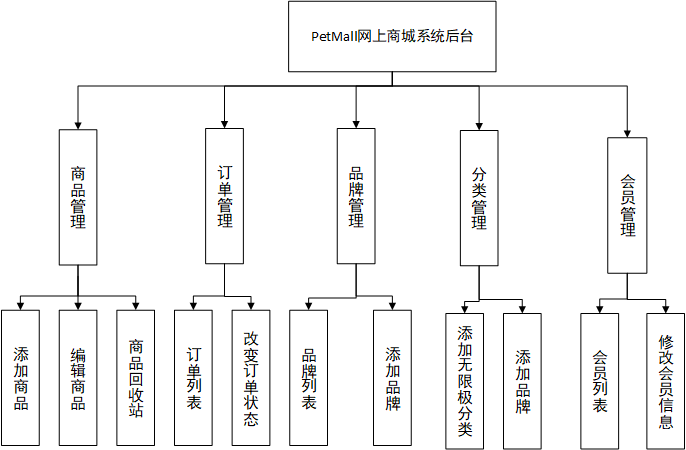 PetMall网上商城系统后台
商品管理
订单管理
品牌管理
分类管理
会员管理
添加商品
编辑商品
商品回收站
订单列表
改变订单状态
品牌列表
添加品牌
添加无限极分类
添加品牌
会员列表
修改会员信息